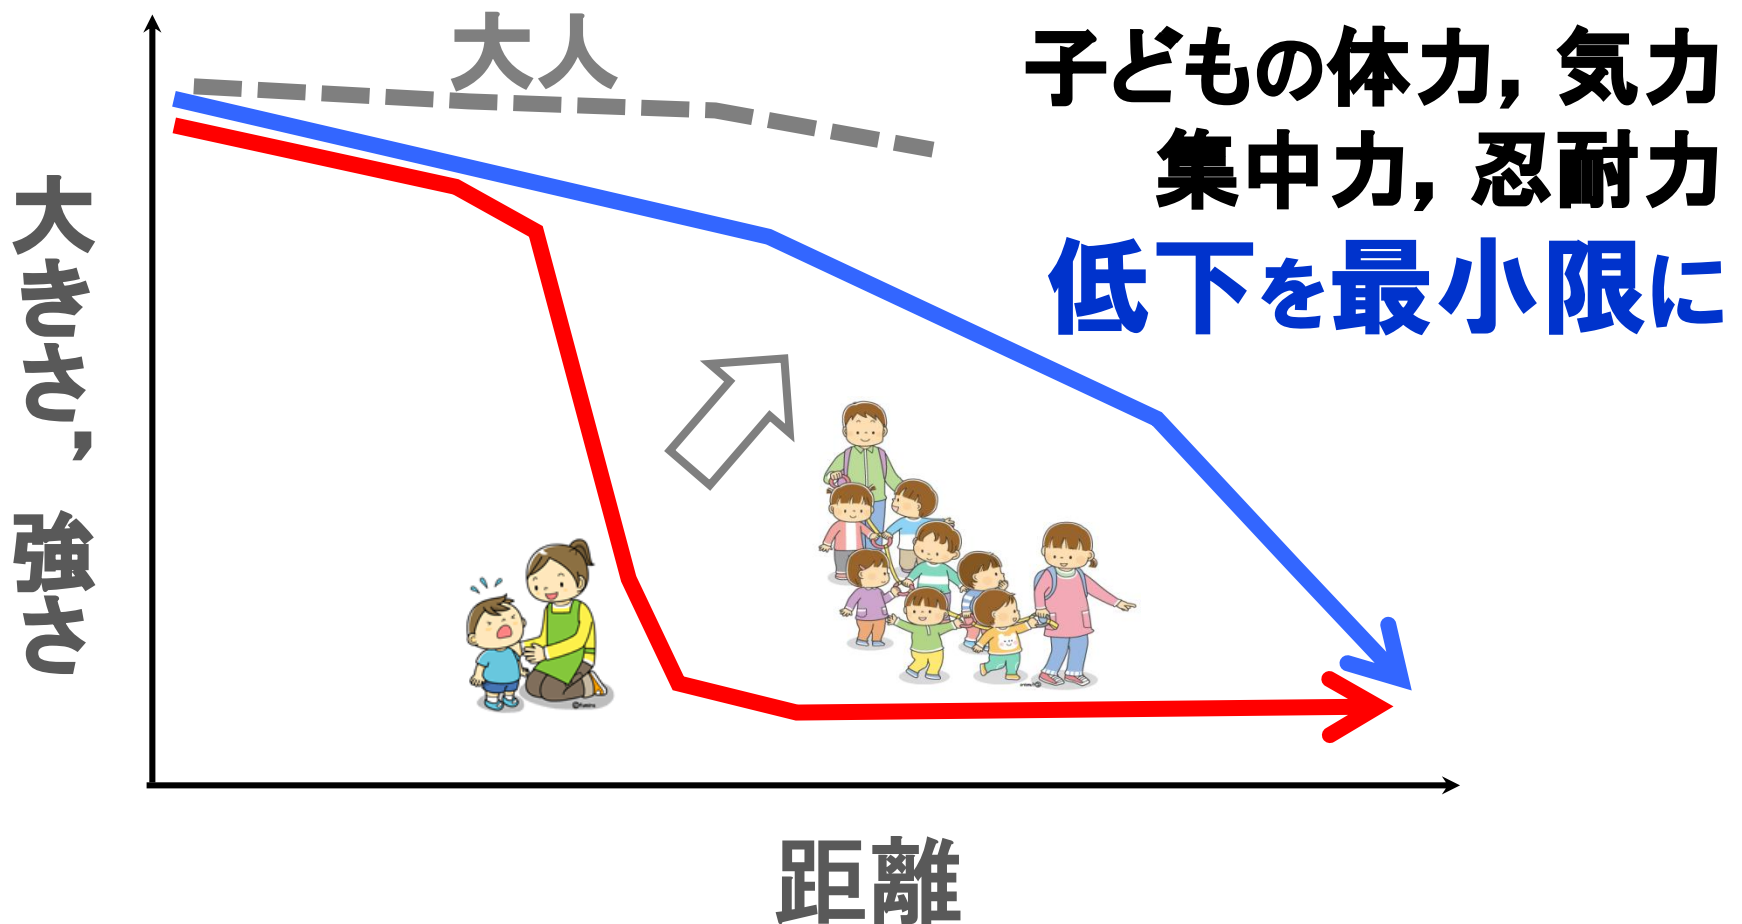 大人
子どもの体力，気力
集中力，忍耐力
低下を最小限に
大きさ，強さ
距離